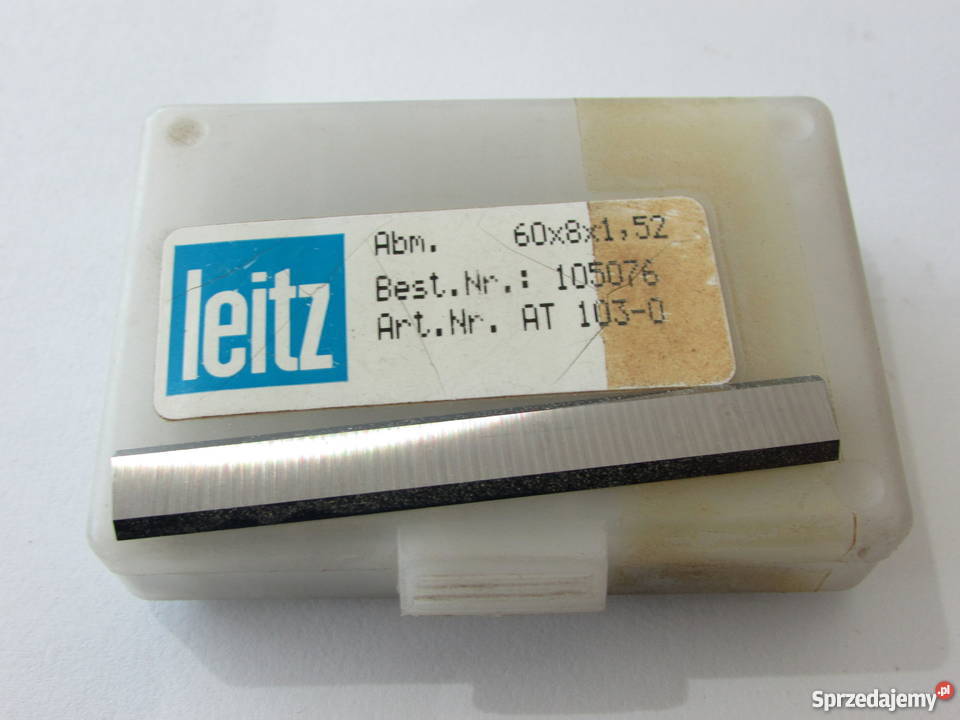 leitz
Abm. 60x8x1,52
Best.Nr.: 105076
Art.Nr. AT 103-0
Sprzedajemy.pl